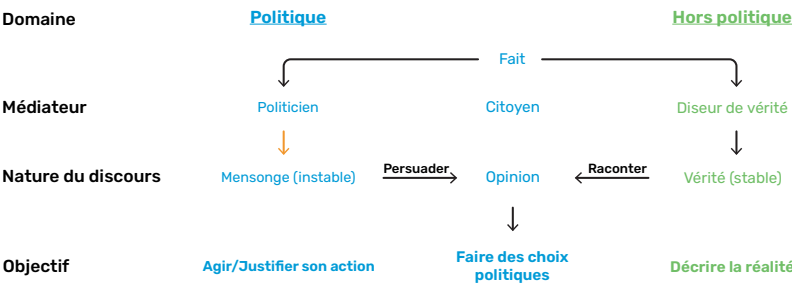 Domaine Politique Hors politique
Fait
Médiateur Politicien Citoyen Diseur de vérité
Persuader Raconter
Nature du discours Mensonge (instable) Opinion Vérité (stable)
Faire des choix
Objectif Agir/Justifier son action Décrire la réalité
politiques